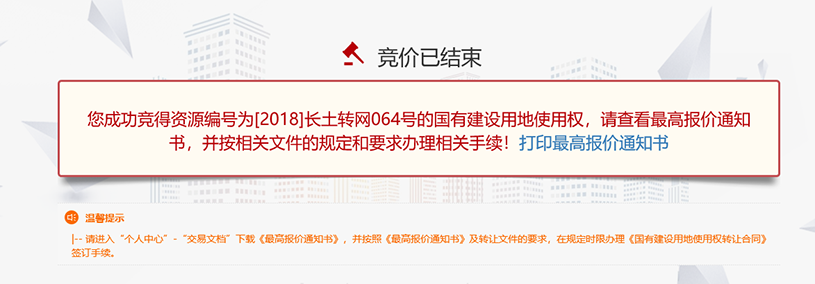 竞价已结束
您成功竞得资源编号为[2018]长土转网064号的国有建设用地使用权，请查看最高报价通知
书，并按相关文件的规定和要求办理相关手续！打印最高报价通知书
温馨提示
|-- 请进入“个人中心”-“交易文档”下载《最高报价通知书》，并按照《最高报价通知书》及转让文件的要求，在规定时限办理《国有建设用地使用权转让合同》
签订手续。